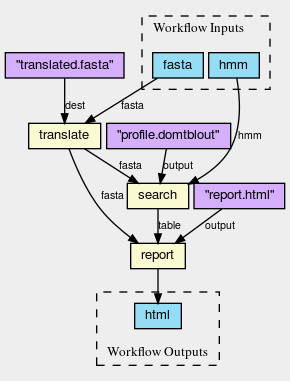 Workflow Inputs
"translated.fasta"
fasta
hmm
dest
fasta
translate
"profile.domtblout"
hmm
fasta
output
fasta
search
"report.html"
table
output
report
html
Workflow Outputs